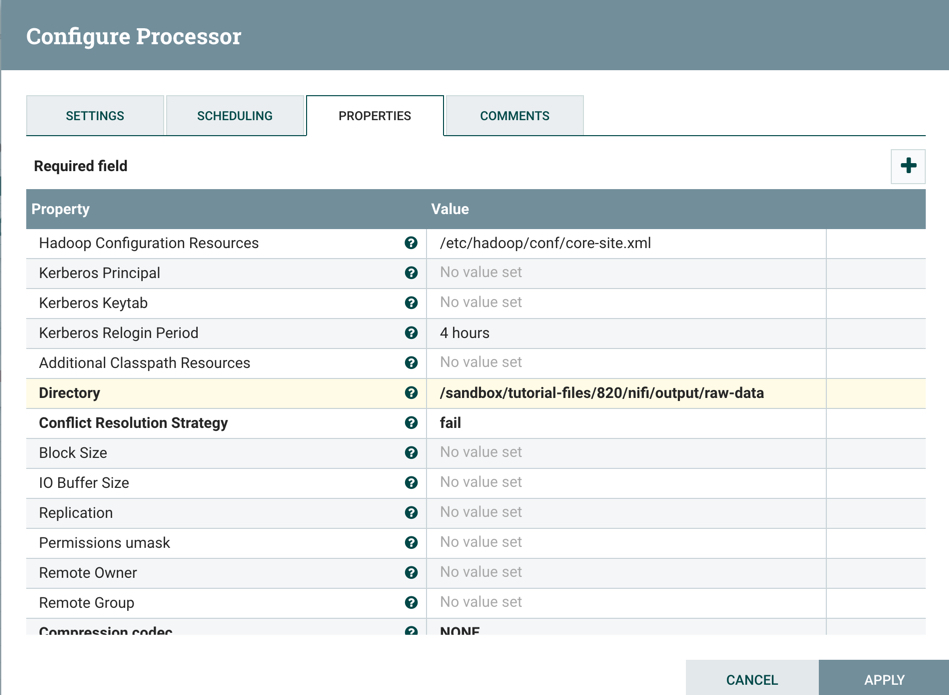 Configure Processor
SETTINGS SCHEDULING PROPERTIES COMMENTS
Required field
Property Value
Hadoop Configuration Resources /etc/hadoop/conf/core-site.xml
Kerberos Principal No value set
Kerberos Keytab No value set
Kerberos Relogin Period 4 hours
Additional Classpath Resources No value set
Directory /sandbox/tutorial-files/820/nifi/output/raw-data
Conflict Resolution Strategy fail
Block Size No value set
IO Buffer Size No value set
Replication No value set
Permissions umask No value set
Remote Owner No value set
Remote Group No value set
Compression codec NONE
CANCEL APPLY